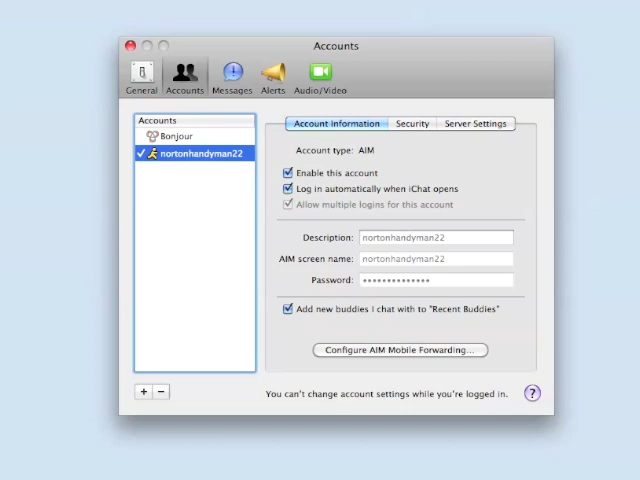 Accounts
General Accounts Messages Alerts Audio/Video
Accounts
Bonjour
nortonhandyman22
Account Information Security Server Settings
Account type: AIM
Enable this account
Log in automatically when iChat opens
Allow multiple logins for this account
Description: nortonhandyman22
AIM screen name: nortonhandyman22
Password: ••••••••••••••
Add new buddies I chat with to "Recent Buddies"
Configure AIM Mobile Forwarding...
+ −
You can't change account settings while you're logged in. ?